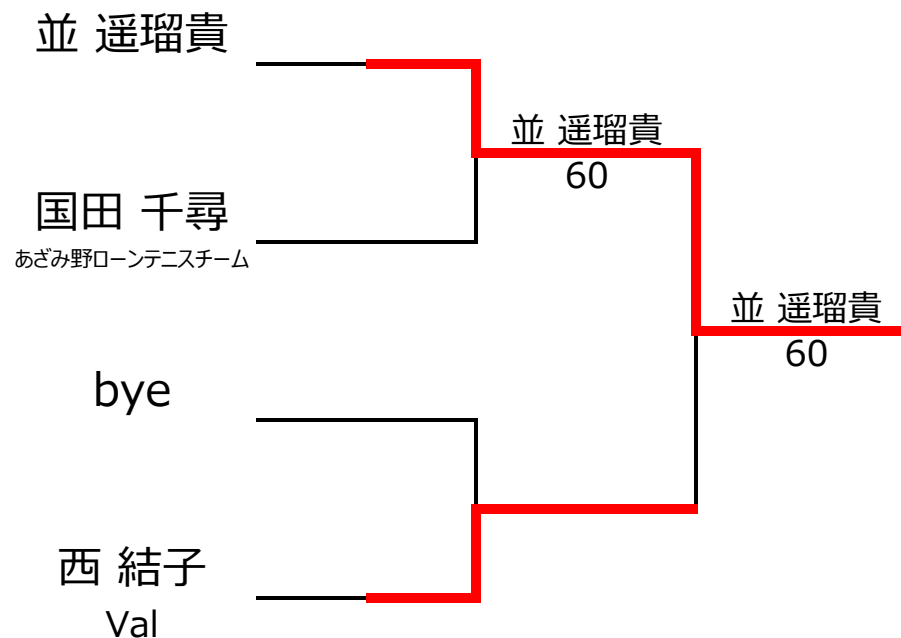 並 遥瑠貴
並 遥瑠貴
60
国田 千尋
あざみ野ローンテニスチーム
並 遥瑠貴
60
bye
西 結子
Val